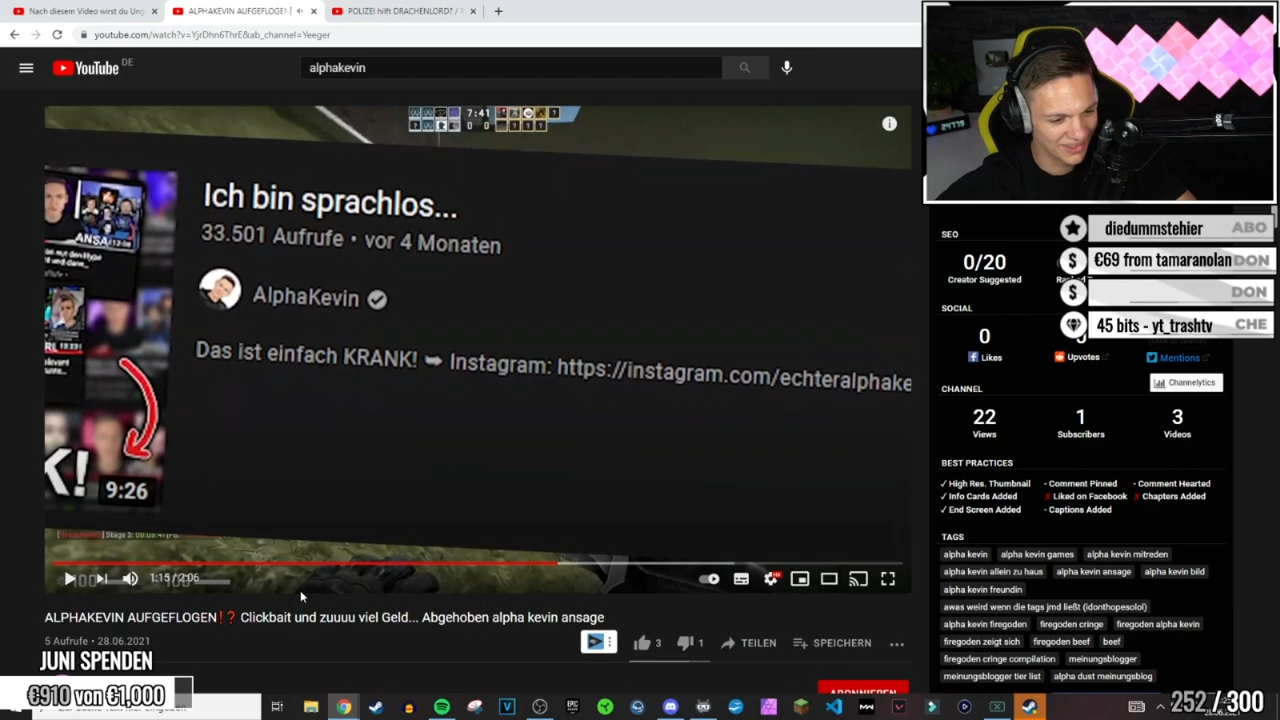 Nach diesem Video wirst du Ung
ALPHAKEVIN AUFGEFLOGEN
POLIZEI hilft DRACHENLORD? /
youtube.com/watch?v=YjrDhn6ThrE&ab_channel=Yeeger
YouTube DE
alphakevin
7:41
0 0
Ich bin sprachlos...
33.501 Aufrufe • vor 4 Monaten
AlphaKevin
Das ist einfach KRANK! ➥ Instagram: https://instagram.com/echteralphake
K!
9:26
1:15 / 2:06
ALPHAKEVIN AUFGEFLOGEN❗❓ Clickbait und zuuuu viel Geld... Abgehoben alpha kevin ansage
5 Aufrufe • 28.06.2021
3
1
TEILEN
SPEICHERN
ABONNIEREN
JUNI SPENDEN
€910 von €1,000
24779
diedummstehier ABO
€69 from tamaranolan DON
DON
45 bits - yt_trashtv CHE
SEO
0/20
Creator Suggested
SOCIAL
0
Likes
Upvotes
Mentions
CHANNEL
Channelytics
22 1 3
Views Subscribers Videos
BEST PRACTICES
✓ High Res. Thumbnail - Comment Pinned - Comment Hearted
✓ Info Cards Added ✗ Liked on Facebook ✗ Chapters Added
✓ End Screen Added - Captions Added
TAGS
alpha kevin alpha kevin games alpha kevin mitreden
alpha kevin allein zu haus alpha kevin ansage alpha kevin bild
alpha kevin freundin
awas weird wenn die tags jmd ließt (idonthopesolol)
alpha kevin firegoden firegoden cringe firegoden alpha kevin
firegoden zeigt sich firegoden beef beef
firegoden cringe compilation meinungsblogger
meinungsblogger tier list alpha dust meinungsblog
252 / 300